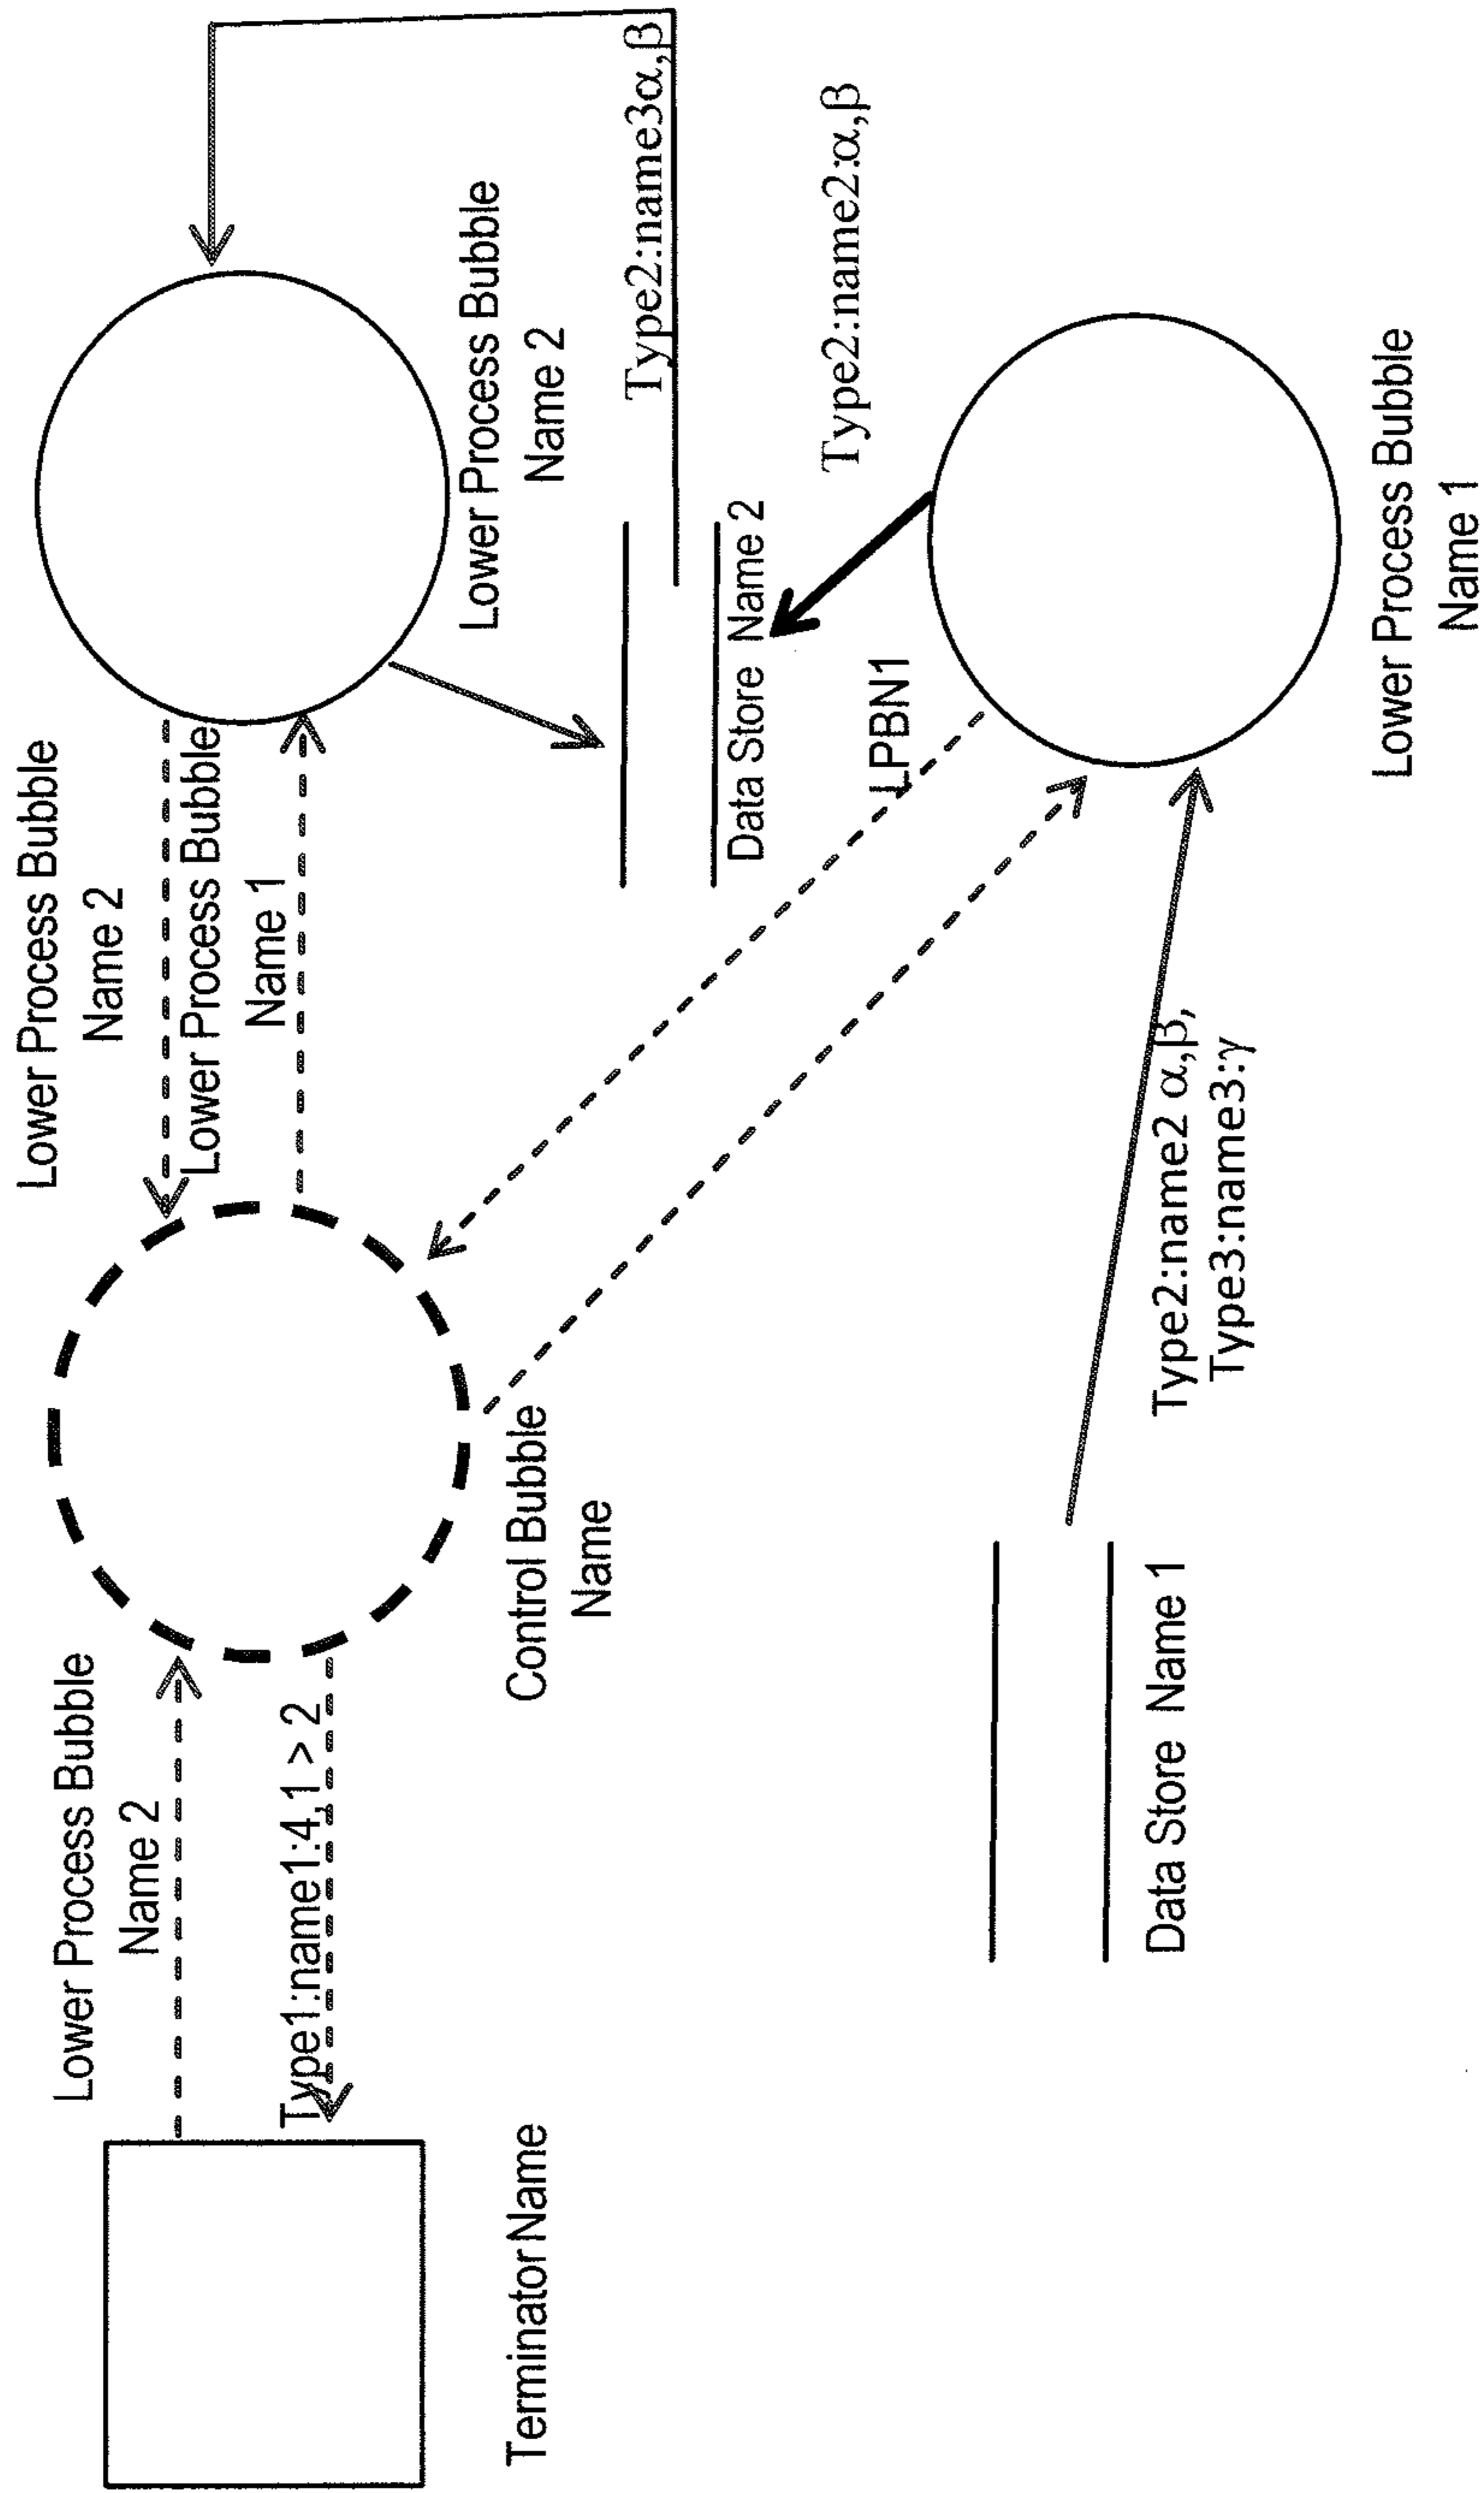 Lower Process Bubble
Name 2
Type1:name1:4,1> 2
Terminator Name
Control Bubble
Name
Lower Process Bubble
Name 2
Lower Process Bubble
Name 1
Lower Process Bubble
Name 2
Type2:name3α,β
Data Store Name 2
Type2:name2:α,β
LPBN1
Data Store Name 1
Type2:name2 α,β,
Type3:name3:γ
Lower Process Bubble
Name 1